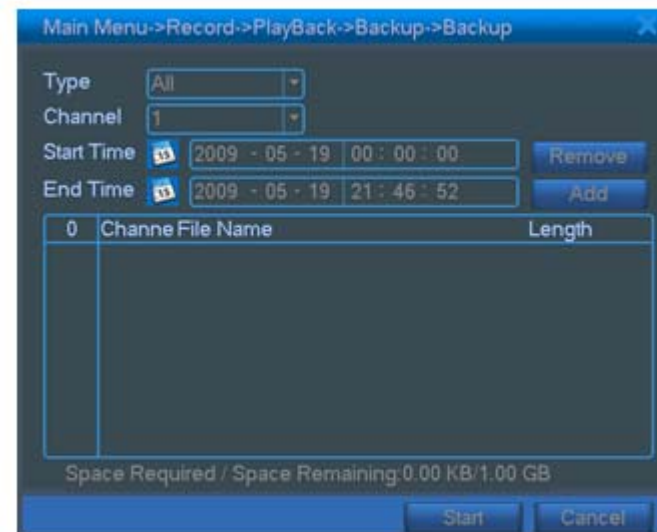 Main Menu->Record->PlayBack->Backup->Backup
Type All
Channel 1
Start Time 15 2009 - 05 - 19 00 : 00 : 00 Remove
End Time 15 2009 - 05 - 19 21 : 46 : 52 Add
0 Channe File Name Length
Space Required / Space Remaining:0.00 KB/1.00 GB
Start Cancel